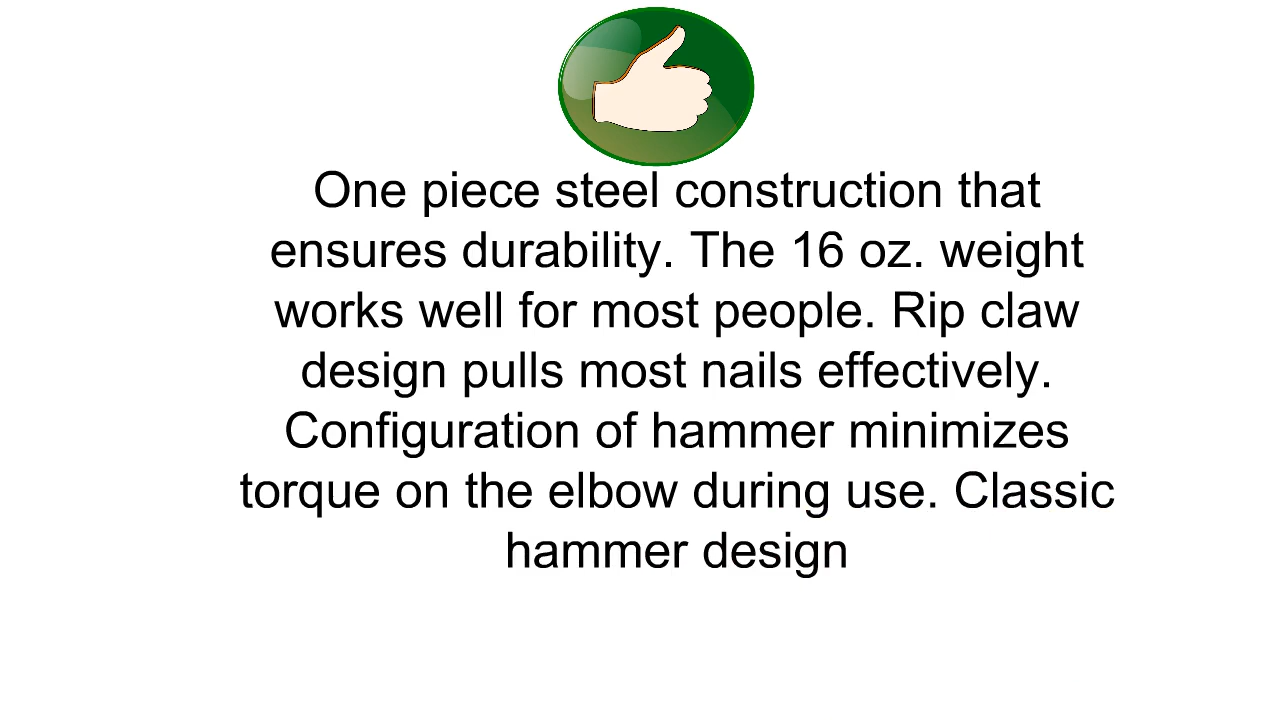 One piece steel construction that
ensures durability. The 16 oz. weight
works well for most people. Rip claw
design pulls most nails effectively.
Configuration of hammer minimizes
torque on the elbow during use. Classic
hammer design